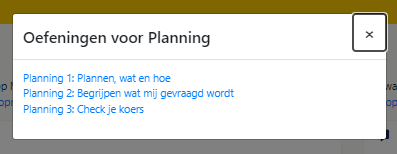 Oefeningen voor Planning
×
Planning 1: Plannen, wat en hoe
Planning 2: Begrijpen wat mij gevraagd wordt
Planning 3: Check je koers